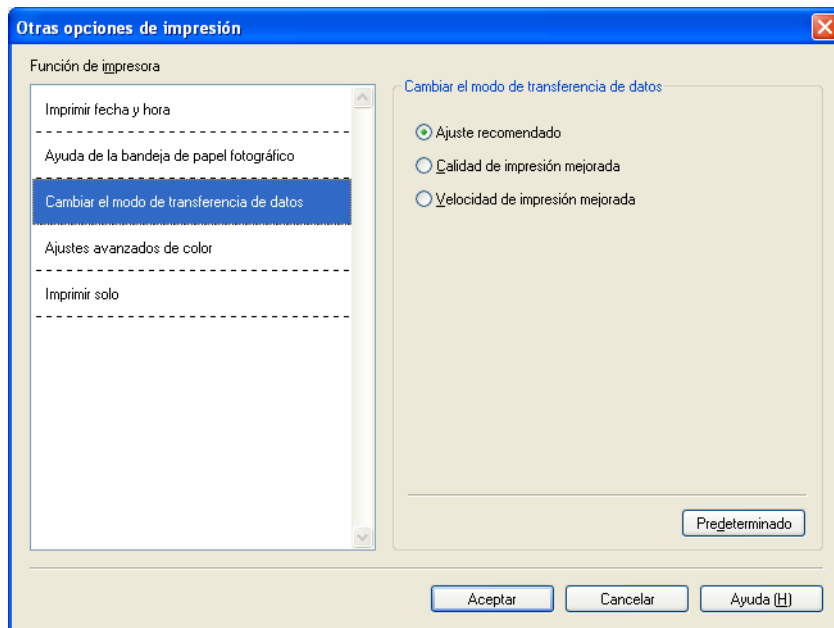 Otras opciones de impresión
Función de impresora
Imprimir fecha y hora
Ayuda de la bandeja de papel fotográfico
Cambiar el modo de transferencia de datos
Ajustes avanzados de color
Imprimir solo
Cambiar el modo de transferencia de datos
Ajuste recomendado
Calidad de impresión mejorada
Velocidad de impresión mejorada
Predeterminado
Aceptar
Cancelar
Ayuda (H)